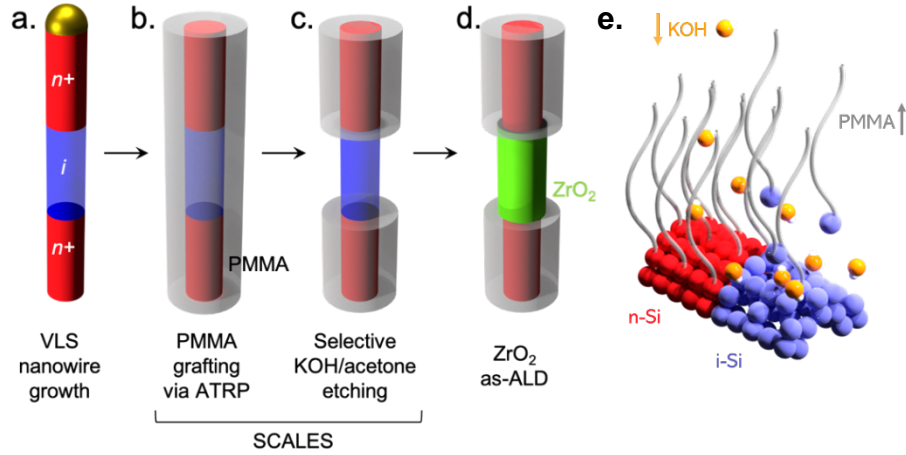 a.
b.
c.
d.
e.
n+
i
n+
PMMA
ZrO2
VLS
nanowire
growth
PMMA
grafting
via ATRP
Selective
KOH/acetone
etching
ZrO2
as-ALD
SCALES
↓ KOH
PMMA ↑
n-Si
i-Si